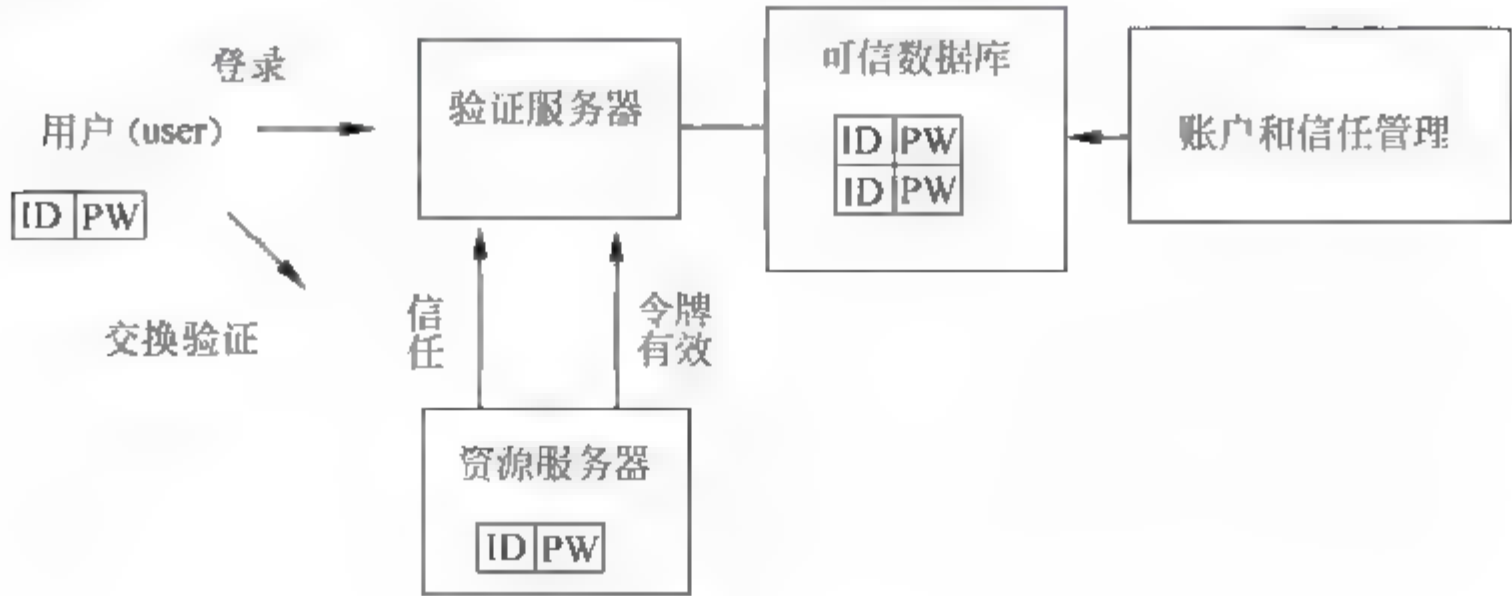 登录
用户 (user)
ID PW
交换验证
验证服务器
可信数据库
ID PW
ID PW
账户和信任管理
信任
令牌
有效
资源服务器
ID PW